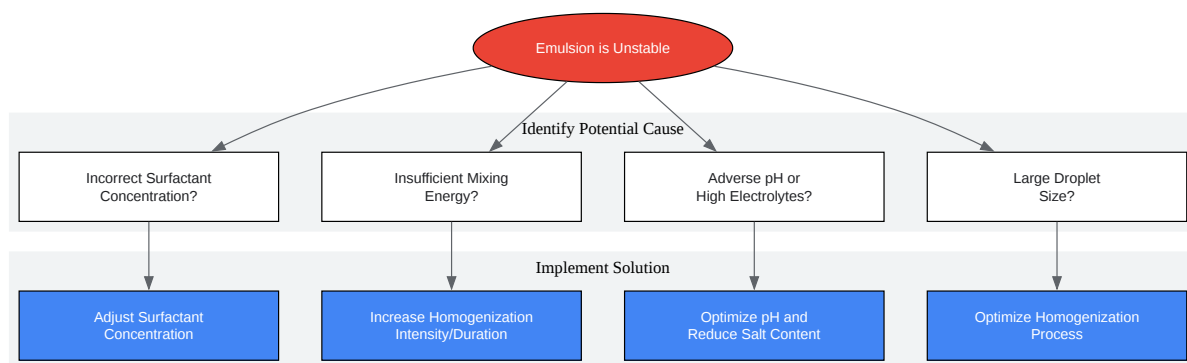 Emulsion is Unstable
Identify Potential Cause
Incorrect Surfactant
Concentration?
Insufficient Mixing
Energy?
Adverse pH or
High Electrolytes?
Large Droplet
Size?
Implement Solution
Adjust Surfactant
Concentration
Increase Homogenization
Intensity/Duration
Optimize pH and
Reduce Salt Content
Optimize Homogenization
Process